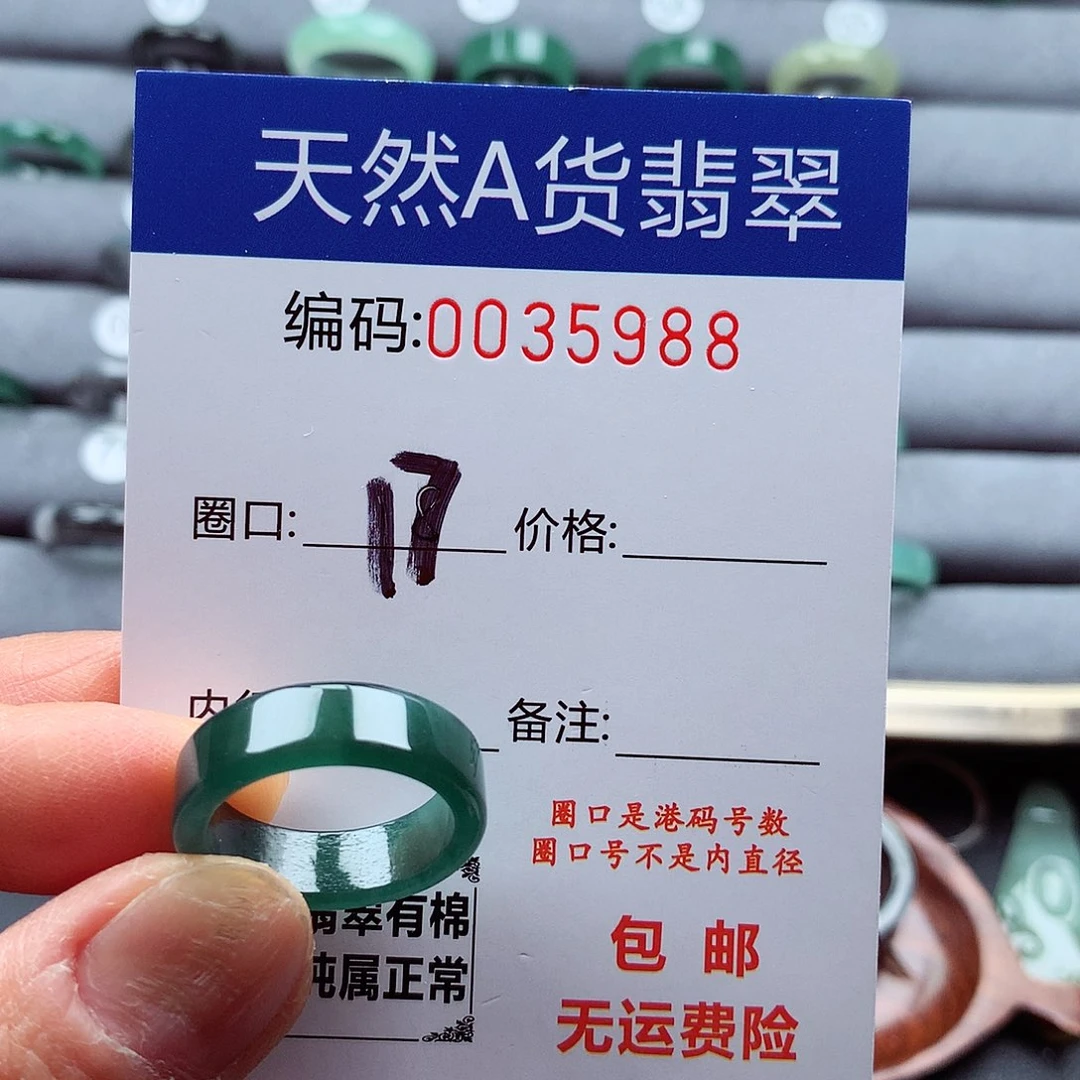 天然A货翡翠
编码:0035988
圈口: 17 价格:
备注:
圈口是港码号数
圈口号不是内直径
翡翠有棉
纯属正常
包邮
无运费险